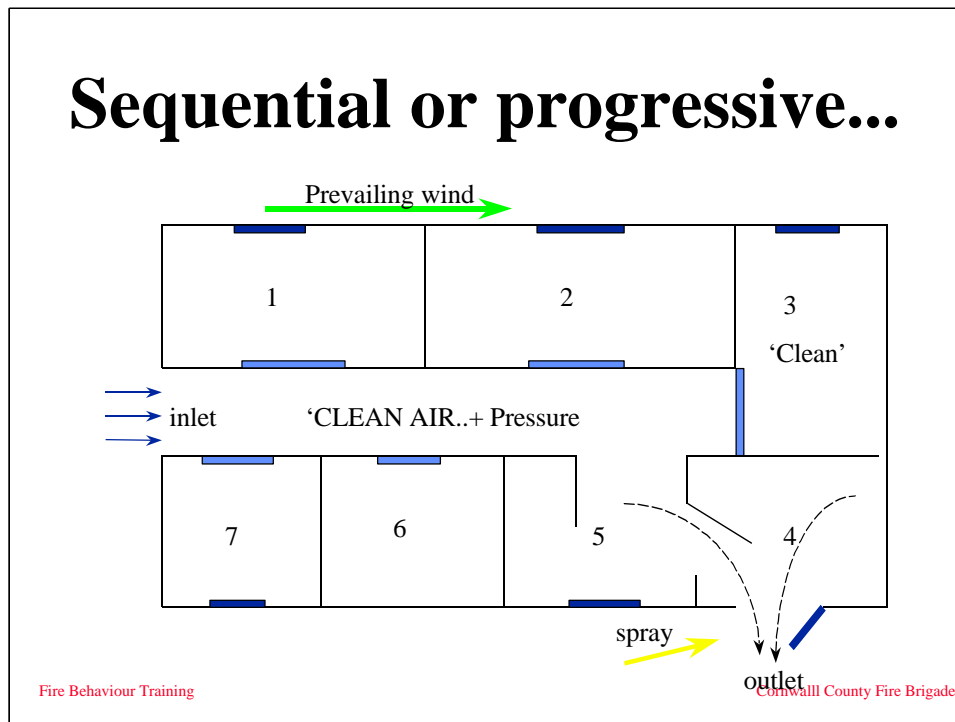 Sequential or progressive...
Prevailing wind
1
2
3
‘Clean’
inlet
‘CLEAN AIR..+ Pressure
7
6
5
4
spray
outlet
Fire Behaviour Training
Cornwalll County Fire Brigade